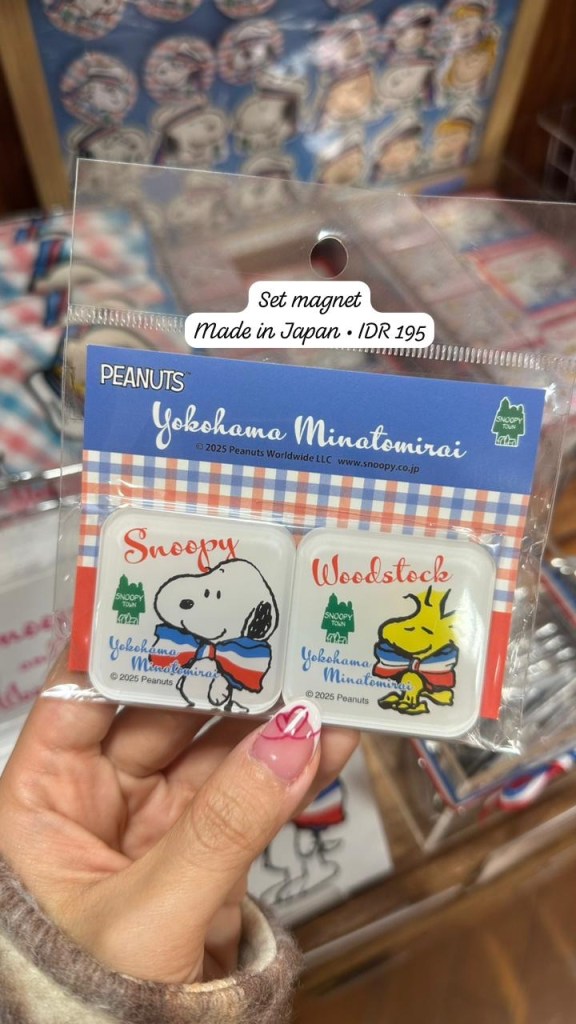 Set magnet
Made in Japan • IDR 195
PEANUTS™
Yokohama Minatomirai
SNOOPY TOWN
© 2025 Peanuts Worldwide LLC www.snoopy.co.jp
Snoopy
SNOOPY TOWN
Yokohama
Minatomirai
© 2025 Peanuts
Woodstock
SNOOPY TOWN
Yokohama
Minatomirai
© 2025 Peanuts